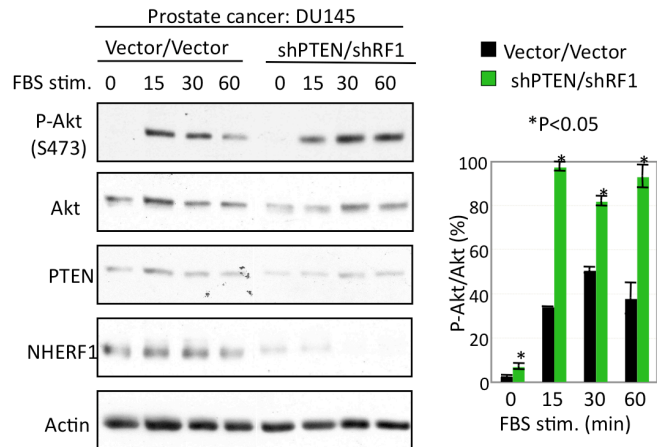 Prostate cancer: DU145
Vector/Vector shPTEN/shRF1
FBS stim. 0 15 30 60 0 15 30 60
P-Akt
(S473)
Akt
PTEN
NHERF1
Actin
Vector/Vector
shPTEN/shRF1
*P<0.05
P-Akt/Akt (%)
100
80
60
40
20
0
* * * *
0 15 30 60
FBS stim. (min)